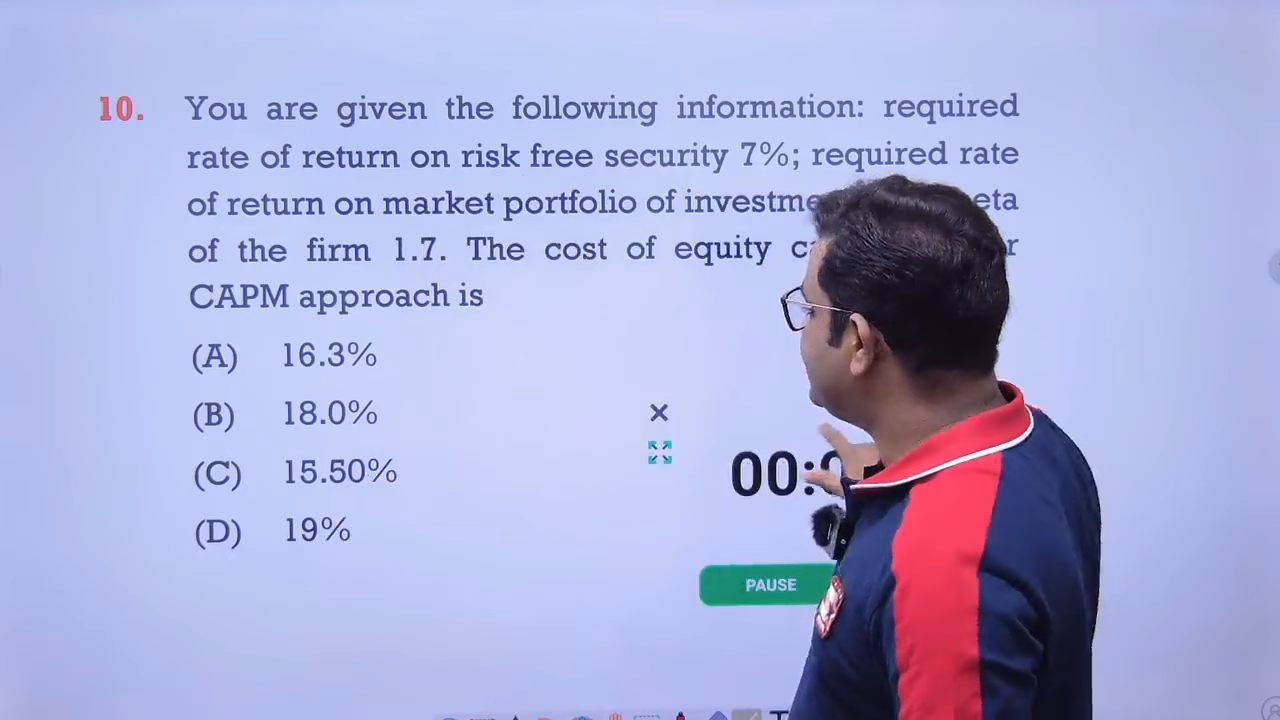 10. You are given the following information: required
rate of return on risk free security 7%; required rate
of return on market portfolio of
of the firm 1.7. The cost of equity
CAPM approach is
(A) 16.3%
(B) 18.0%
(C) 15.50%
(D) 19%
×
00:
PAUSE